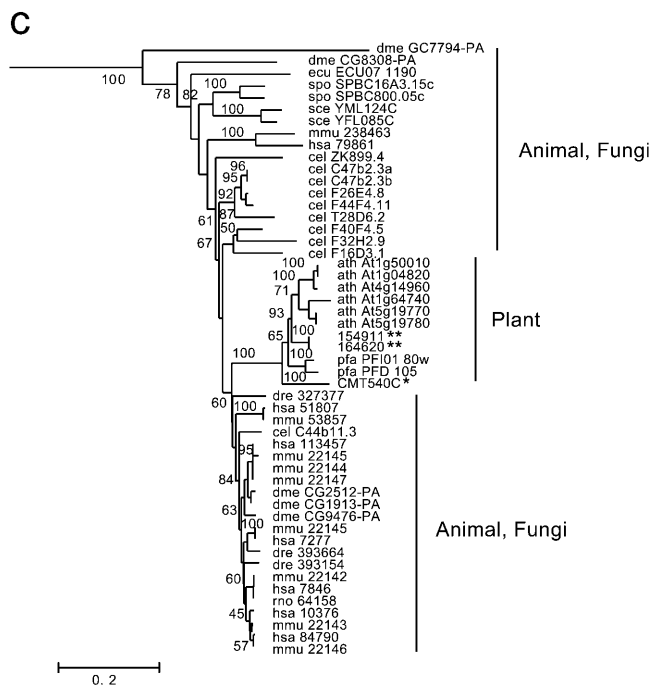 C
dme GC7794-PA
100
dme CG8308-PA
78
82
ecu ECU07 1190
100
spo SPBC16A3.15c
spo SPBC800.05c
100
sce YML124C
sce YFL085C
100
mmu 238463
hsa 79861
Animal, Fungi
cel ZK899.4
96
cel C47b2.3a
95
cel C47b2.3b
92
cel F26E4.8
cel F44F4.11
87
cel T28D6.2
61
50
cel F40F4.5
67
cel F32H2.9
cel F16D3.1
100
ath At1g50010
100
ath At1g04820
71
ath At4g14960
ath At1g64740
93
ath At5g19770
ath At5g19780
Plant
65
100
154911 **
164620 **
100
pfa PFI01 80w
100
pfa PFD 105
CMT540C *
60
dre 327377
100
hsa 51807
mmu 53857
cel C44b11.3
95
hsa 113457
mmu 22145
mmu 22144
84
mmu 22147
dme CG2512-PA
63
dme CG1913-PA
dme CG9476-PA
100
mmu 22145
Animal, Fungi
hsa 7277
dre 393664
dre 393154
60
mmu 22142
hsa 7846
rno 64158
45
hsa 10376
mmu 22143
57
hsa 84790
mmu 22146
0. 2